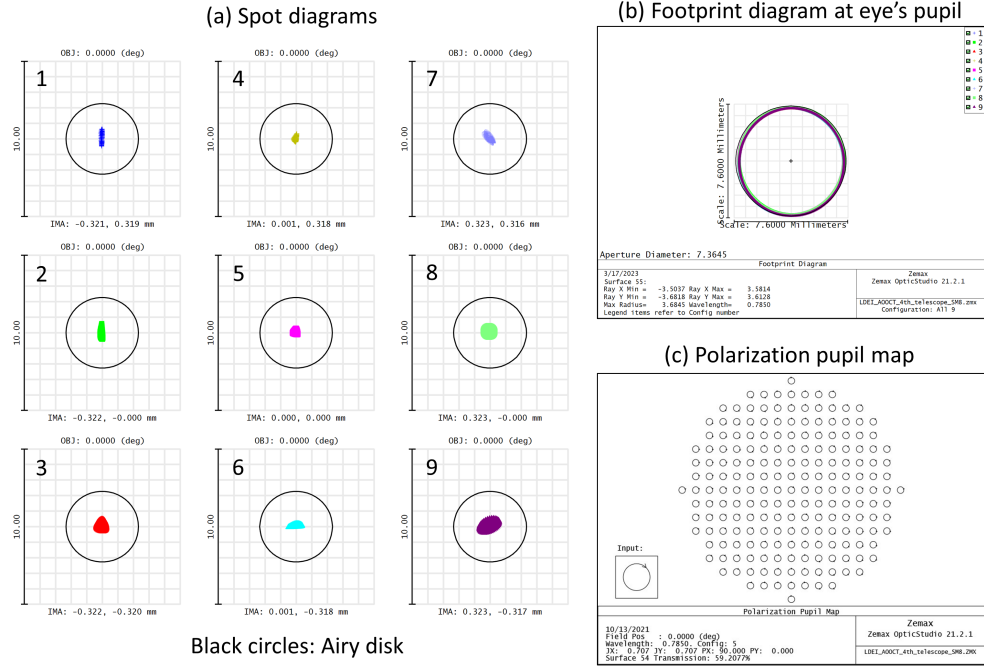 (a) Spot diagrams
OBJ: 0.0000 (deg)
1
10.00
IMA: -0.321, 0.319 mm
OBJ: 0.0000 (deg)
4
10.00
IMA: 0.001, 0.318 mm
OBJ: 0.0000 (deg)
7
10.00
IMA: 0.323, 0.316 mm
OBJ: 0.0000 (deg)
2
10.00
IMA: -0.322, -0.000 mm
OBJ: 0.0000 (deg)
5
10.00
IMA: 0.000, 0.000 mm
OBJ: 0.0000 (deg)
8
10.00
IMA: 0.323, -0.000 mm
OBJ: 0.0000 (deg)
3
10.00
IMA: -0.322, -0.320 mm
OBJ: 0.0000 (deg)
6
10.00
IMA: 0.001, -0.318 mm
OBJ: 0.0000 (deg)
9
10.00
IMA: 0.323, -0.317 mm
Black circles: Airy disk
(b) Footprint diagram at eye's pupil
1
2
3
4
5
6
7
8
9
Scale: 7.6000 Millimeters
Scale: 7.6000 Millimeters
Aperture Diameter: 7.3645
Footprint Diagram
3/17/2023
Surface 55:
Ray X Min = -3.5037 Ray X Max = 3.5814
Ray Y Min = -3.6818 Ray Y Max = 3.6128
Max Radius= 3.6845 Wavelength= 0.7850
Legend items refer to Config number
Zemax
Zemax OpticStudio 21.2.1
LDEI_AOOCT_4th_telescope_SM8.zmx
Configuration: All 9
(c) Polarization pupil map
Input:
Polarization Pupil Map
10/13/2021
Field Pos : 0.0000 (deg)
Wavelength: 0.7850. Config: 5
JX: 0.707 JY: 0.707 PX: 90.000 PY: 0.000
Surface 54 Transmission: 59.2077%
Zemax
Zemax OpticStudio 21.2.1
LDEI_AOOCT_4th_telescope_SM8.ZMX